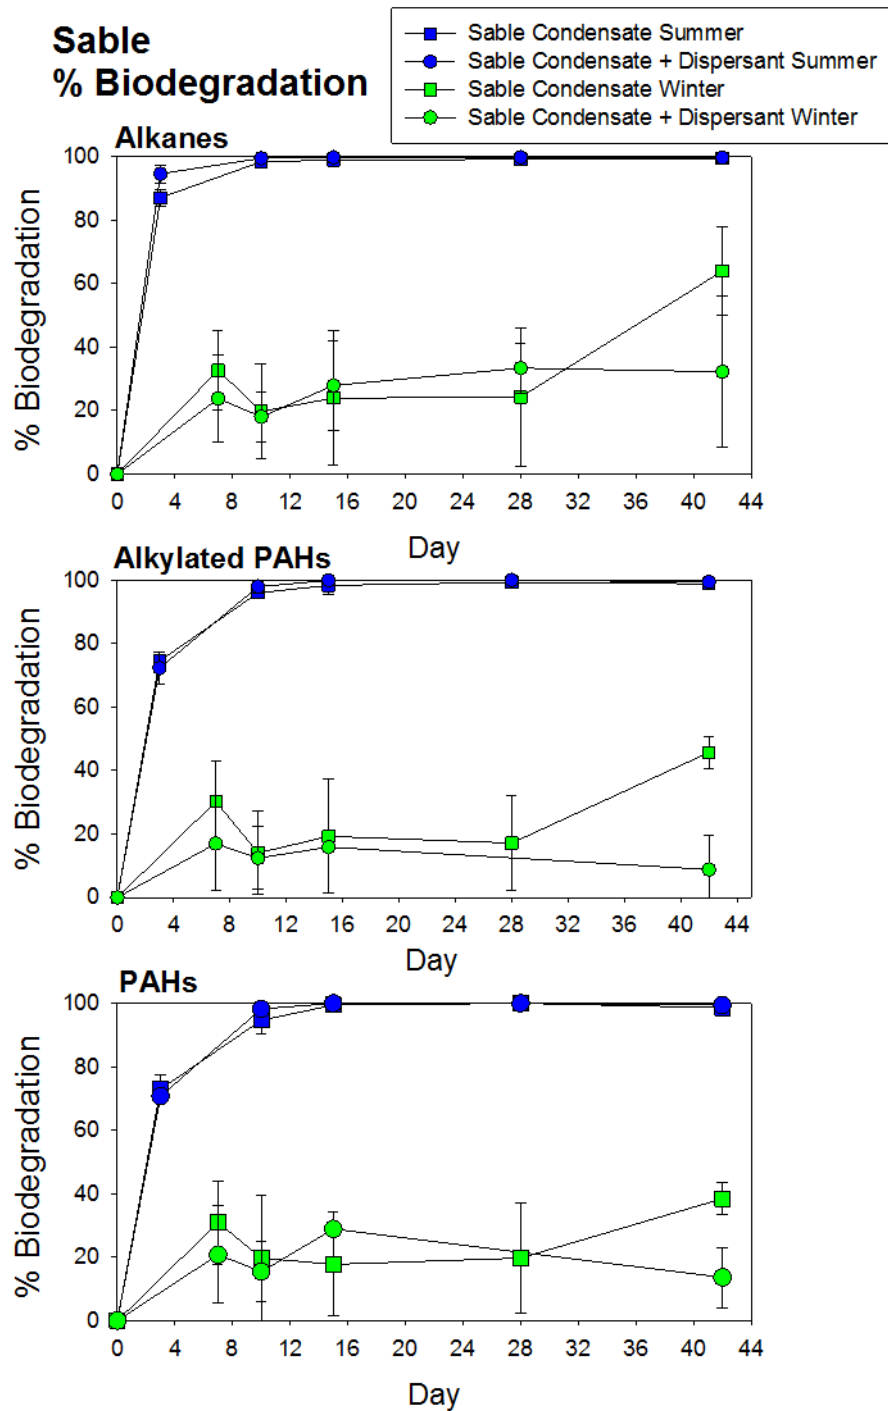 Sable
% Biodegradation
Sable Condensate Summer
Sable Condensate + Dispersant Summer
Sable Condensate Winter
Sable Condensate + Dispersant Winter
Alkanes
% Biodegradation
100
80
60
40
20
0
0 4 8 12 16 20 24 28 32 36 40 44
Day
Alkylated PAHs
% Biodegradation
100
80
60
40
20
0
0 4 8 12 16 20 24 28 32 36 40 44
Day
PAHs
% Biodegradation
100
80
60
40
20
0
0 4 8 12 16 20 24 28 32 36 40 44
Day